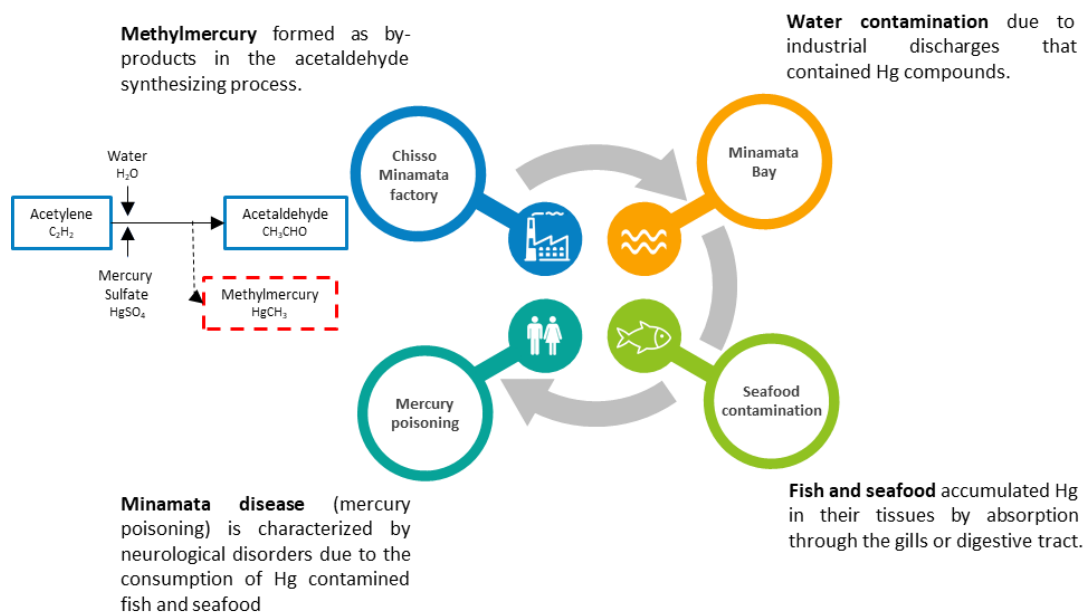 Methylmercury formed as by-
products in the acetaldehyde
synthesizing process.
Water contamination due to
industrial discharges that
contained Hg compounds.
Water
H₂O
Acetylene
C₂H₂
Acetaldehyde
CH₃CHO
Mercury
Sulfate
HgSO₄
Methylmercury
HgCH₃
Chisso
Minamata
factory
Minamata
Bay
Mercury
poisoning
Seafood
contamination
Minamata disease (mercury
poisoning) is characterized by
neurological disorders due to the
consumption of Hg contamined
fish and seafood
Fish and seafood accumulated Hg
in their tissues by absorption
through the gills or digestive tract.